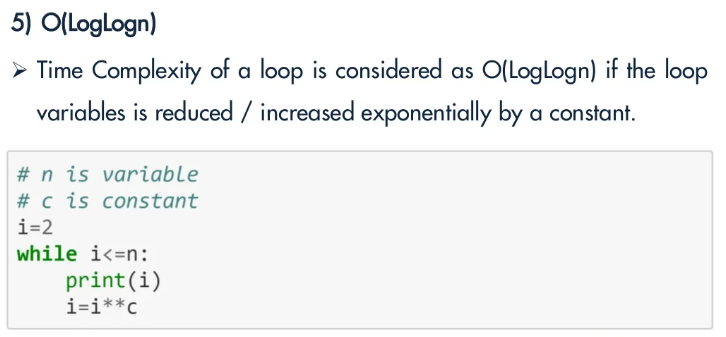 5) O(LogLogn)
➤ Time Complexity of a loop is considered as O(LogLogn) if the loop
variables is reduced / increased exponentially by a constant.
# n is variable
# c is constant
i=2
while i<=n:
    print(i)
    i=i**c